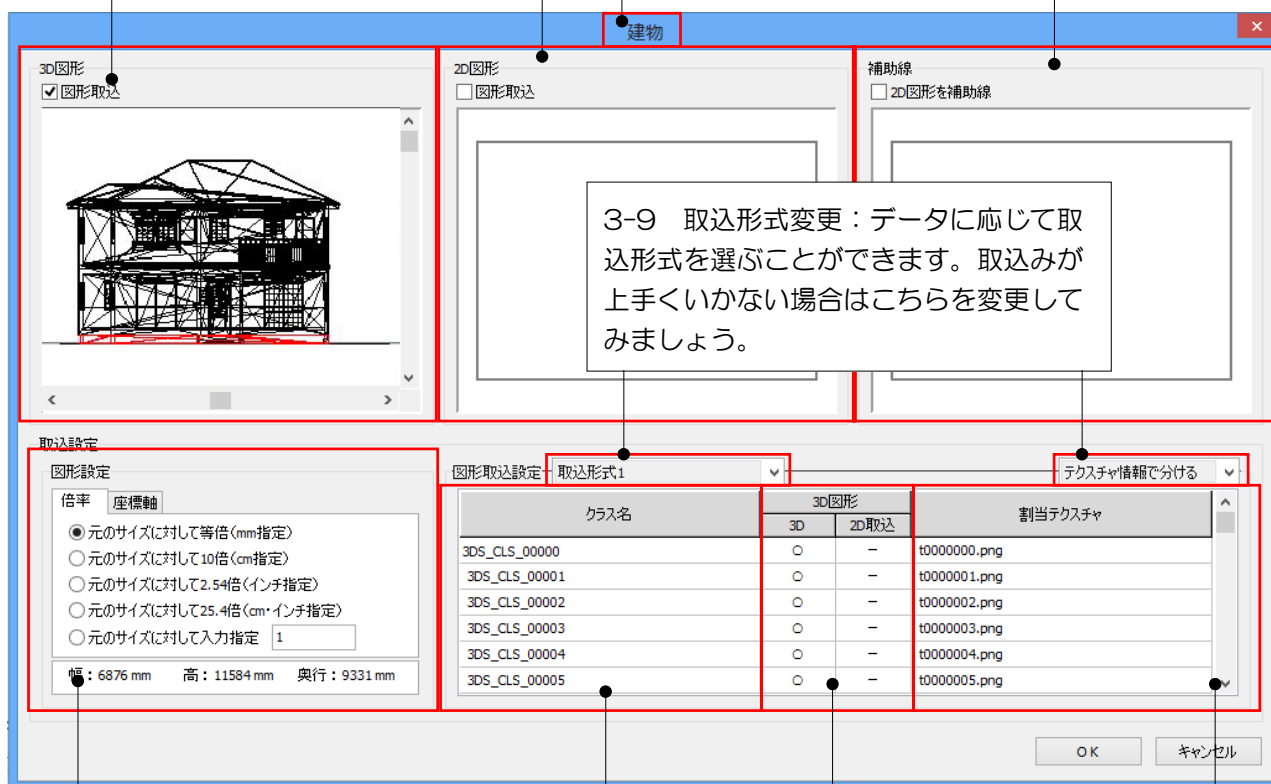 建物
3D図形
図形取込
2D図形
図形取込
補助線
2D図形を補助線
3-9　取込形式変更：データに応じて取
込形式を選ぶことができます。取込みが
上手くいかない場合はこちらを変更して
みましょう。
取込設定
図形設定
倍率 座標軸
元のサイズに対して等倍(mm指定)
元のサイズに対して10倍(cm指定)
元のサイズに対して2.54倍(インチ指定)
元のサイズに対して25.4倍(cm・インチ指定)
元のサイズに対して入力指定 1
幅：6876 mm 高：11584 mm 奥行：9331 mm
図形取込設定 取込形式1 テクスチャ情報で分ける
クラス名 3D図形 割当テクスチャ
3D 2D取込
3DS_CLS_00000 ○ － t0000000.png
3DS_CLS_00001 ○ － t0000001.png
3DS_CLS_00002 ○ － t0000002.png
3DS_CLS_00003 ○ － t0000003.png
3DS_CLS_00004 ○ － t0000004.png
3DS_CLS_00005 ○ － t0000005.png
OK キャンセル